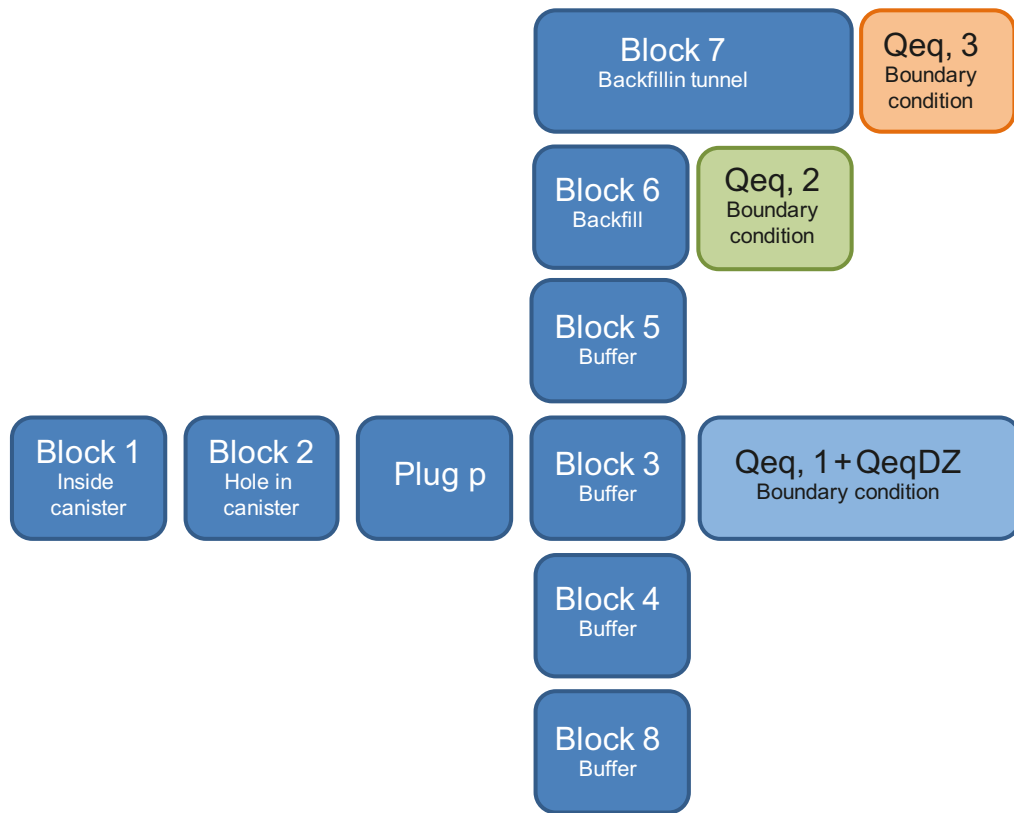 Block 7
Backfillin tunnel
Qeq, 3
Boundary
condition
Block 6
Backfill
Qeq, 2
Boundary
condition
Block 5
Buffer
Block 1
Inside
canister
Block 2
Hole in
canister
Plug p
Block 3
Buffer
Qeq, 1+QeqDZ
Boundary condition
Block 4
Buffer
Block 8
Buffer